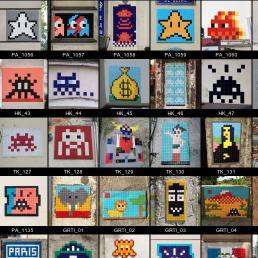 PA_1056 PA_1057 PA_1058 PA_1059 PA_1060
HK_43 HK_44 HK_45 HK_46 HK_47
TK_127 TK_128 TK_129 TK_130 TK_131
PA_1135 GRTI_01 GRTI_02 GRTI_03 GRTI_04
PARIS